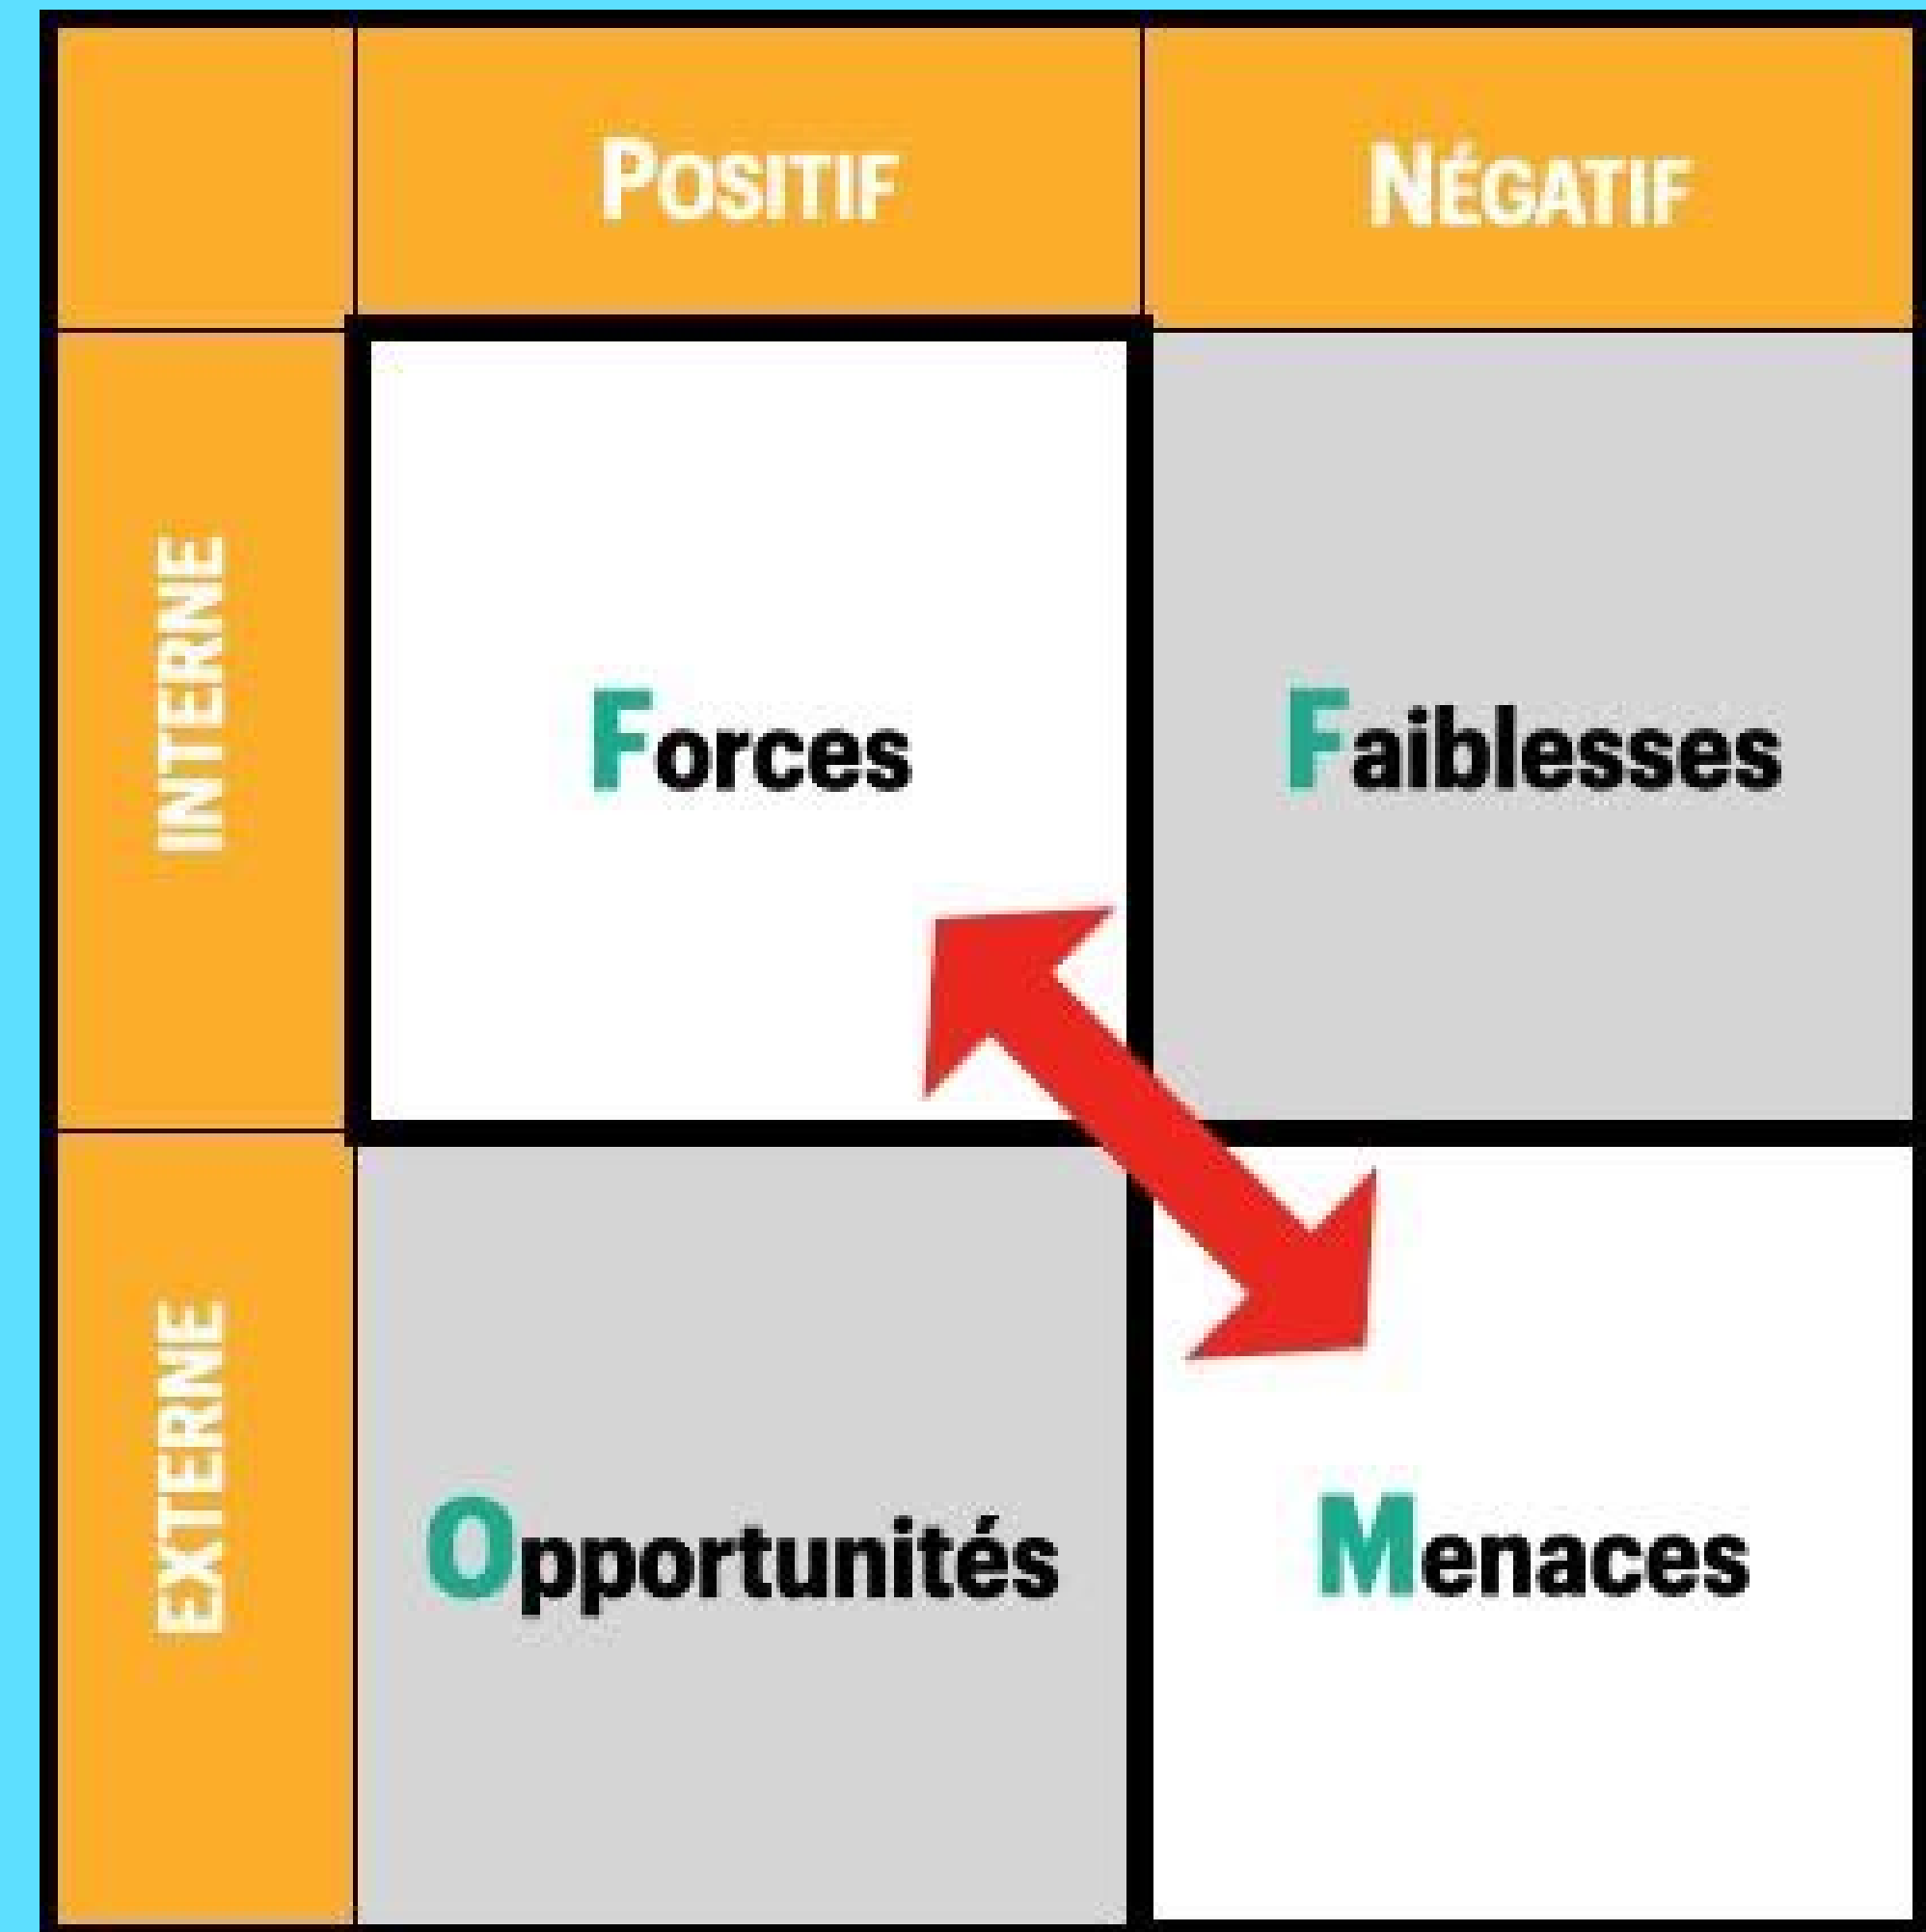 POSITIF
NÉGATIF
INTERNE
Forces
Faiblesses
EXTERNE
Opportunités
Menaces